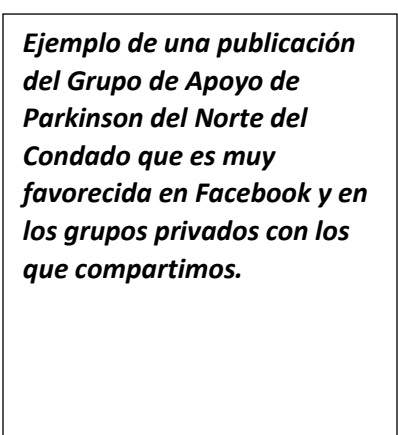 Ejemplo de una publicación
del Grupo de Apoyo de
Parkinson del Norte del
Condado que es muy
favorecida en Facebook y en
los grupos privados con los
que compartimos.